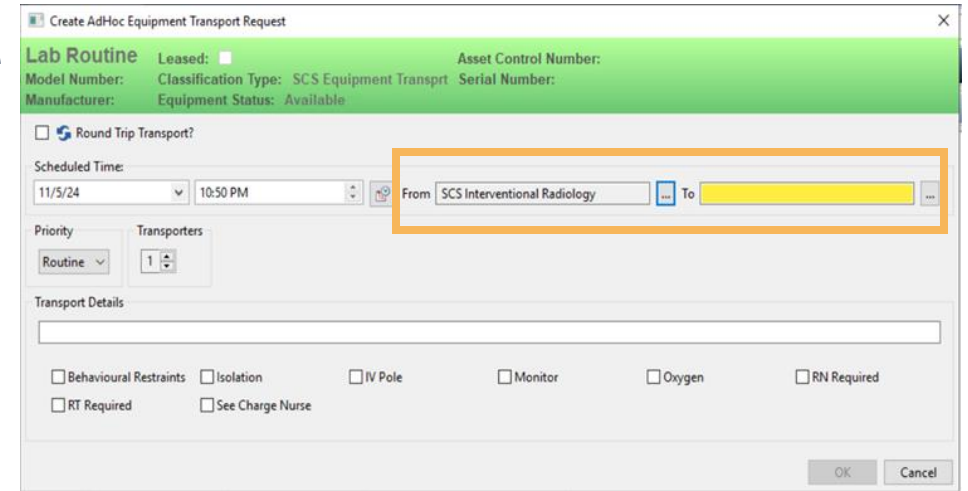 Create AdHoc Equipment Transport Request
Lab Routine Leased: Asset Control Number:
Model Number: Classification Type: SCS Equipment Transprt Serial Number:
Manufacturer: Equipment Status: Available
Round Trip Transport?
Scheduled Time:
11/5/24 10:50 PM From SCS Interventional Radiology ... To ...
Priority Transporters
Routine 1
Transport Details
Behavioural Restraints Isolation IV Pole Monitor Oxygen RN Required
RT Required See Charge Nurse
OK Cancel